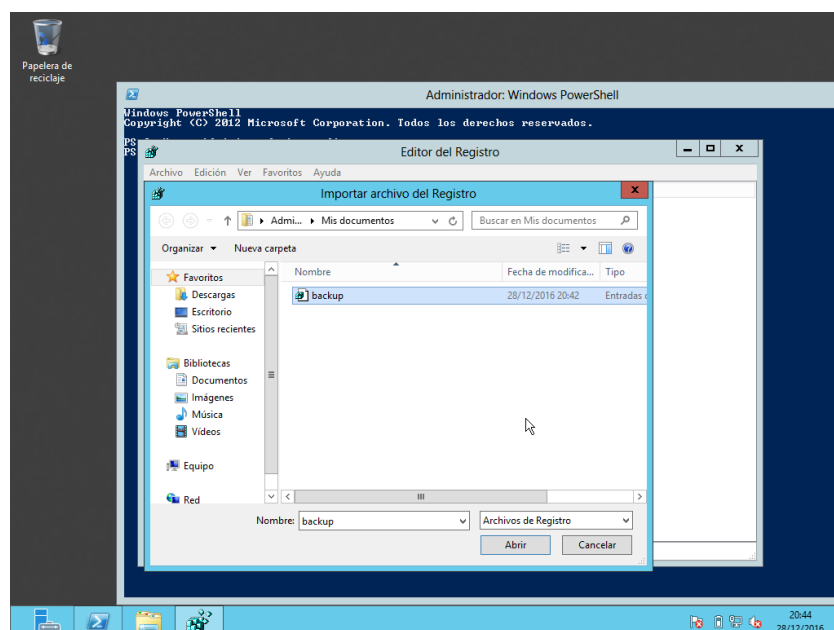 Papelera de
reciclaje
Administrador: Windows PowerShell
Windows PowerShell
Copyright (C) 2012 Microsoft Corporation. Todos los derechos reservados.
PS
PS
Editor del Registro
Archivo Edición Ver Favoritos Ayuda
Importar archivo del Registro
Admi... Mis documentos
Buscar en Mis documentos
Organizar Nueva carpeta
Nombre Fecha de modifica... Tipo
Favoritos
Descargas
Escritorio
Sitios recientes
Bibliotecas
Documentos
Imágenes
Música
Vídeos
Equipo
Red
backup 28/12/2016 20:42 Entradas
Nombre: backup
Archivos de Registro
Abrir Cancelar
20:44
28/12/2016